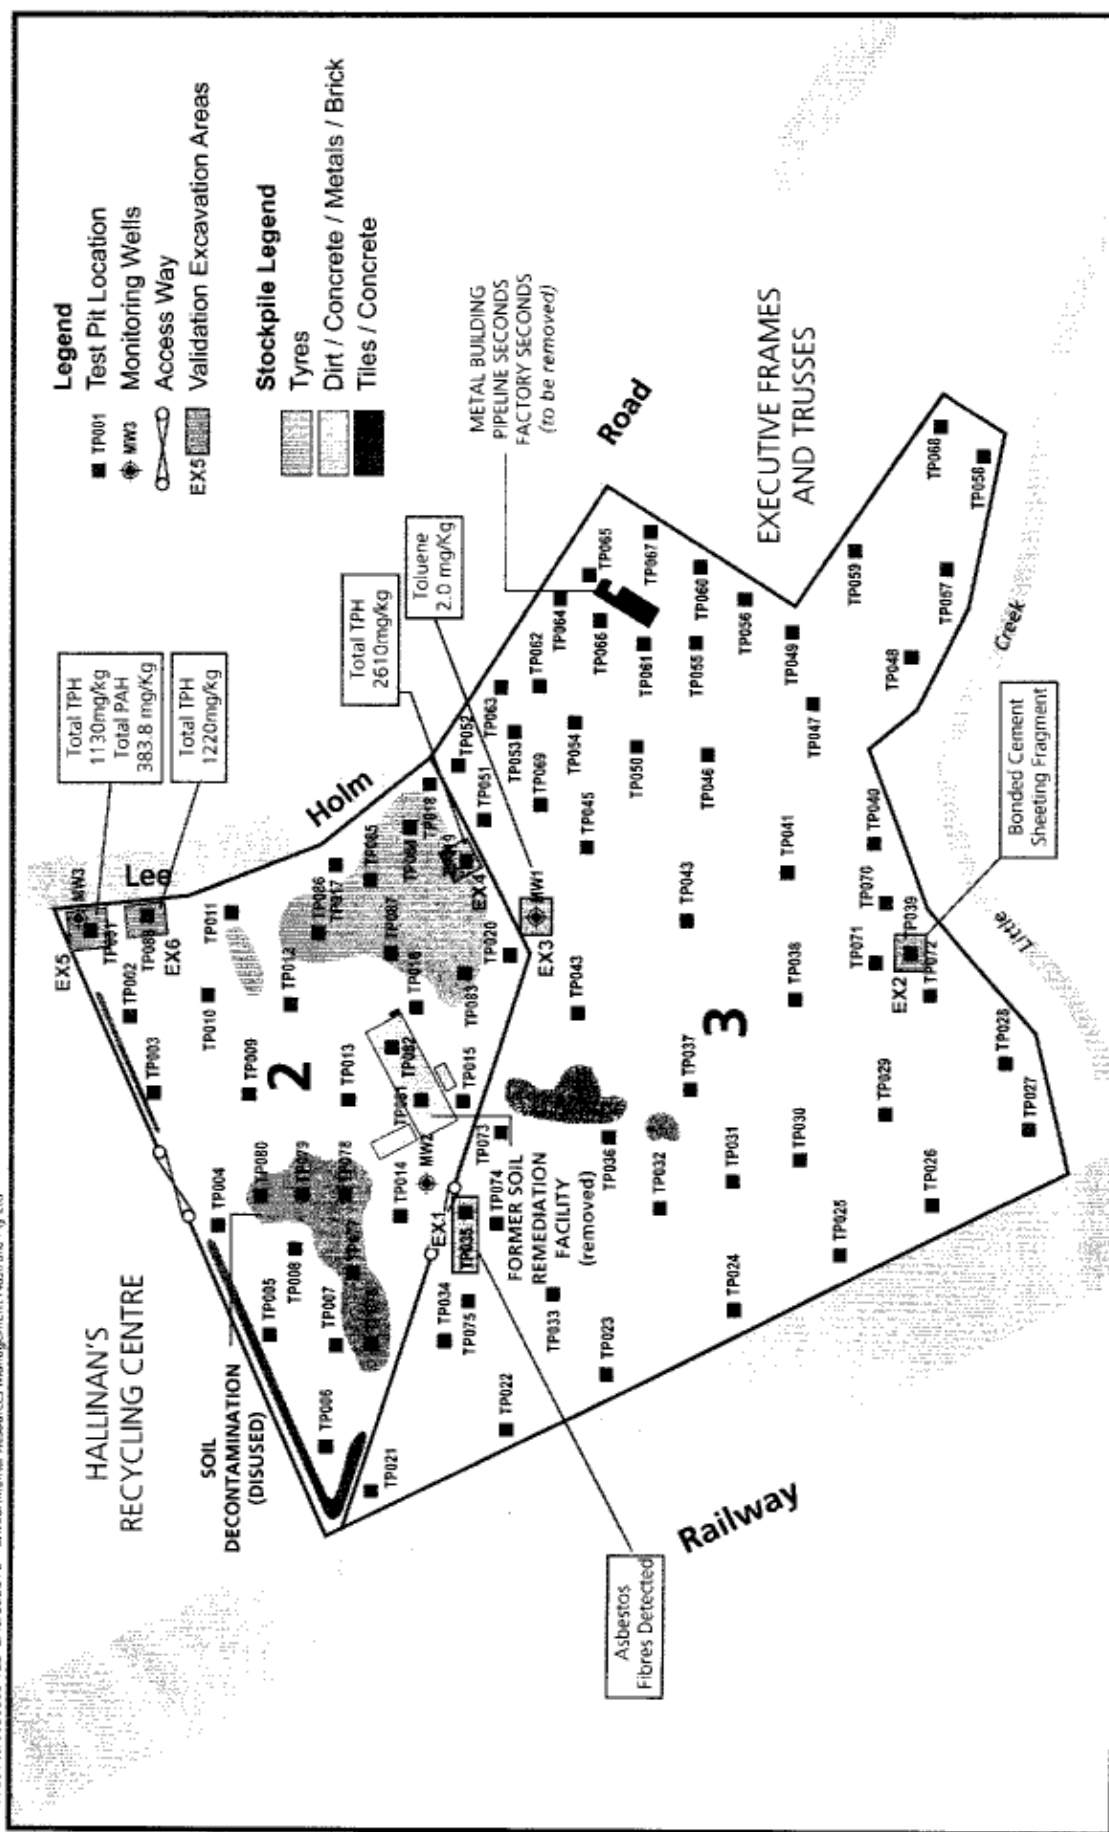 Legend
TP001 Test Pit Location
MW3 Monitoring Wells
Access Way
EX5 Validation Excavation Areas
Stockpile Legend
Tyres
Dirt / Concrete / Metals / Brick
Tiles / Concrete
HALLINAN'S
RECYCLING CENTRE
SOIL
DECONTAMINATION
(DISUSED)
Total TPH
1130mg/kg
Total PAH
383.8 mg/Kg
Total TPH
1220mg/kg
Total TPH
2610mg/kg
Toluene
2.0 mg/Kg
METAL BUILDING
PIPELINE SECONDS
FACTORY SECONDS
(to be removed)
Lee
Holm
Road
EXECUTIVE FRAMES
AND TRUSSES
FORMER SOIL
REMEDIATION
FACILITY
(removed)
Asbestos
Fibres Detected
Bonded Cement
Sheeting Fragment
Railway
Little
Creek
2
3
EX5
MW3
EX6
TP088
TP002
TP003
TP004
TP005
TP006
TP007
TP008
TP009
TP010
TP011
TP012
TP013
TP014
TP015
TP016
TP017
TP018
TP020
TP021
TP077
TP078
TP079
TP080
TP081
TP082
TP083
TP084
TP085
TP086
TP087
MW2
EX4
EX3
MW1
EX1
TP035
TP034
TP075
TP033
TP022
TP023
TP024
TP025
TP026
TP027
TP028
TP029
TP030
TP031
TP032
TP036
TP037
TP038
TP073
TP074
TP043
TP043
TP041
TP045
TP046
TP047
TP048
TP049
TP050
TP051
TP052
TP053
TP054
TP055
TP056
TP057
TP058
TP059
TP060
TP061
TP062
TP063
TP064
TP065
TP066
TP067
TP068
TP069
TP040
TP070
TP071
TP039
TP072
EX2